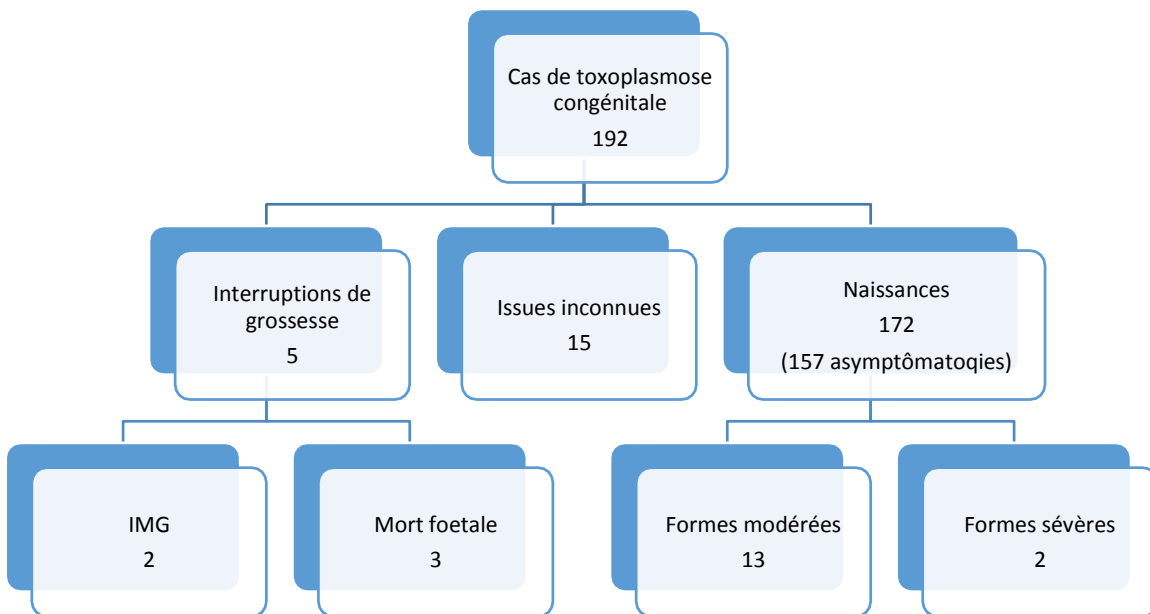 Cas de toxoplasmose
congénitale
192
Interruptions de
grossesse
5
Issues inconnues
15
Naissances
172
(157 asymptômatoqies)
IMG
2
Mort foetale
3
Formes modérées
13
Formes sévères
2